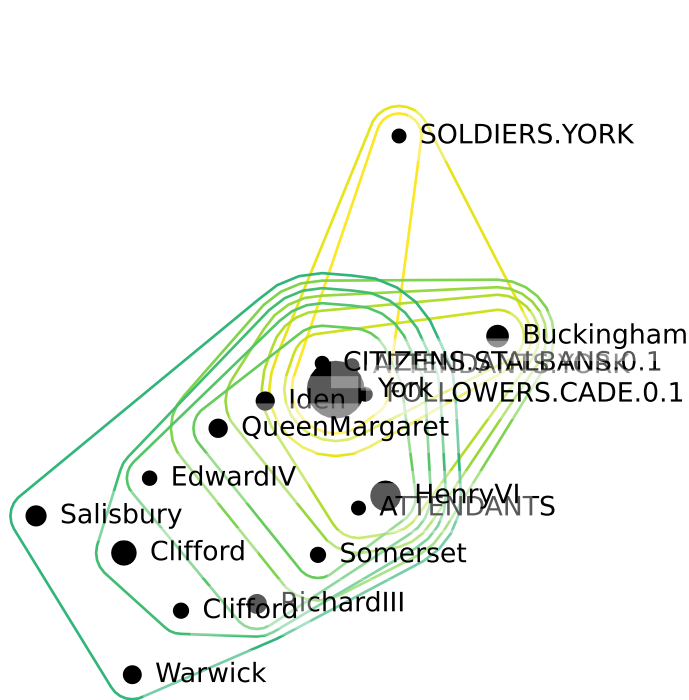 SOLDIERS.YORK
Buckingham
CITIZENS.STALBANS.0.1
York
FOLLOWERS.CADE.0.1
Iden
QueenMargaret
EdwardIV
HenryVI
ATTENDANTS
Salisbury
Clifford
Somerset
RichardIII
Clifford
Warwick